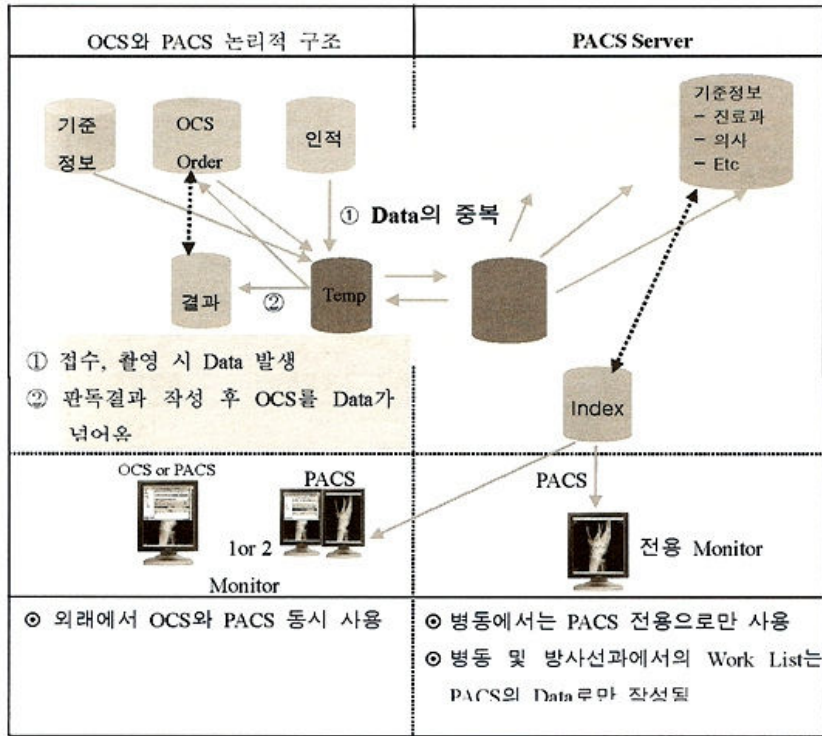 OCS와 PACS 논리적 구조
PACS Server
기준
정보
OCS
Order
인적
기준정보
– 진료과
– 의사
– Etc
① Data의 중복
결과
②
Temp
① 접수, 촬영 시 Data 발생
② 판독결과 작성 후 OCS를 Data가
넘어옴
Index
OCS or PACS
PACS
1or 2
Monitor
PACS
전용 Monitor
⊙ 외래에서 OCS와 PACS 동시 사용
⊙ 병동에서는 PACS 전용으로만 사용
⊙ 병동 및 방사선과에서의 Work List는
PACS의 Data로만 작성됨